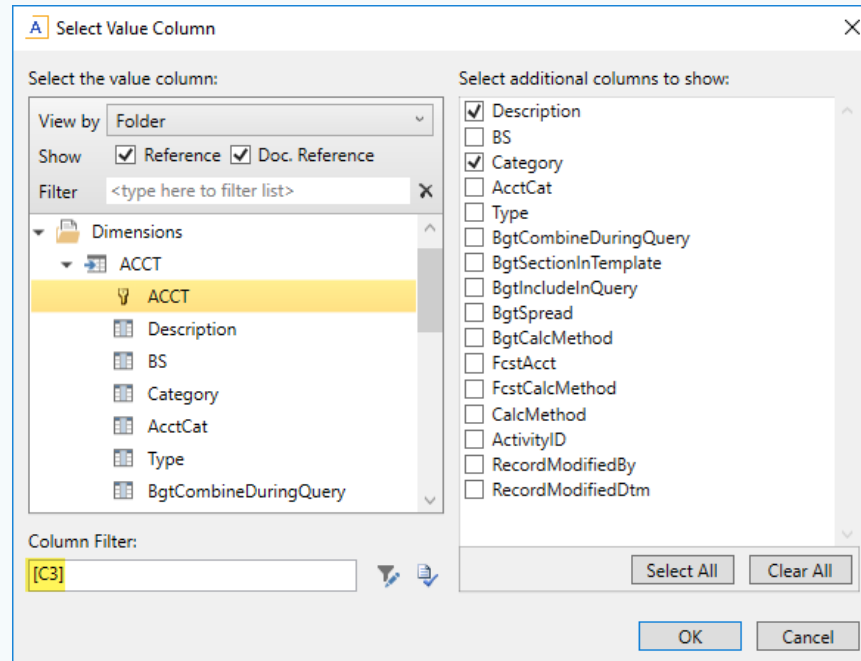 A Select Value Column
Select the value column:
View by Folder
Show Reference Doc. Reference
Filter <type here to filter list>
Dimensions
ACCT
ACCT
Description
BS
Category
AcctCat
Type
BgtCombineDuringQuery
Column Filter:
[C3]
Select additional columns to show:
Description
BS
Category
AcctCat
Type
BgtCombineDuringQuery
BgtSectionInTemplate
BgtIncludeInQuery
BgtSpread
BgtCalcMethod
FcstAcct
FcstCalcMethod
CalcMethod
ActivityID
RecordModifiedBy
RecordModifiedDtm
Select All Clear All
OK Cancel